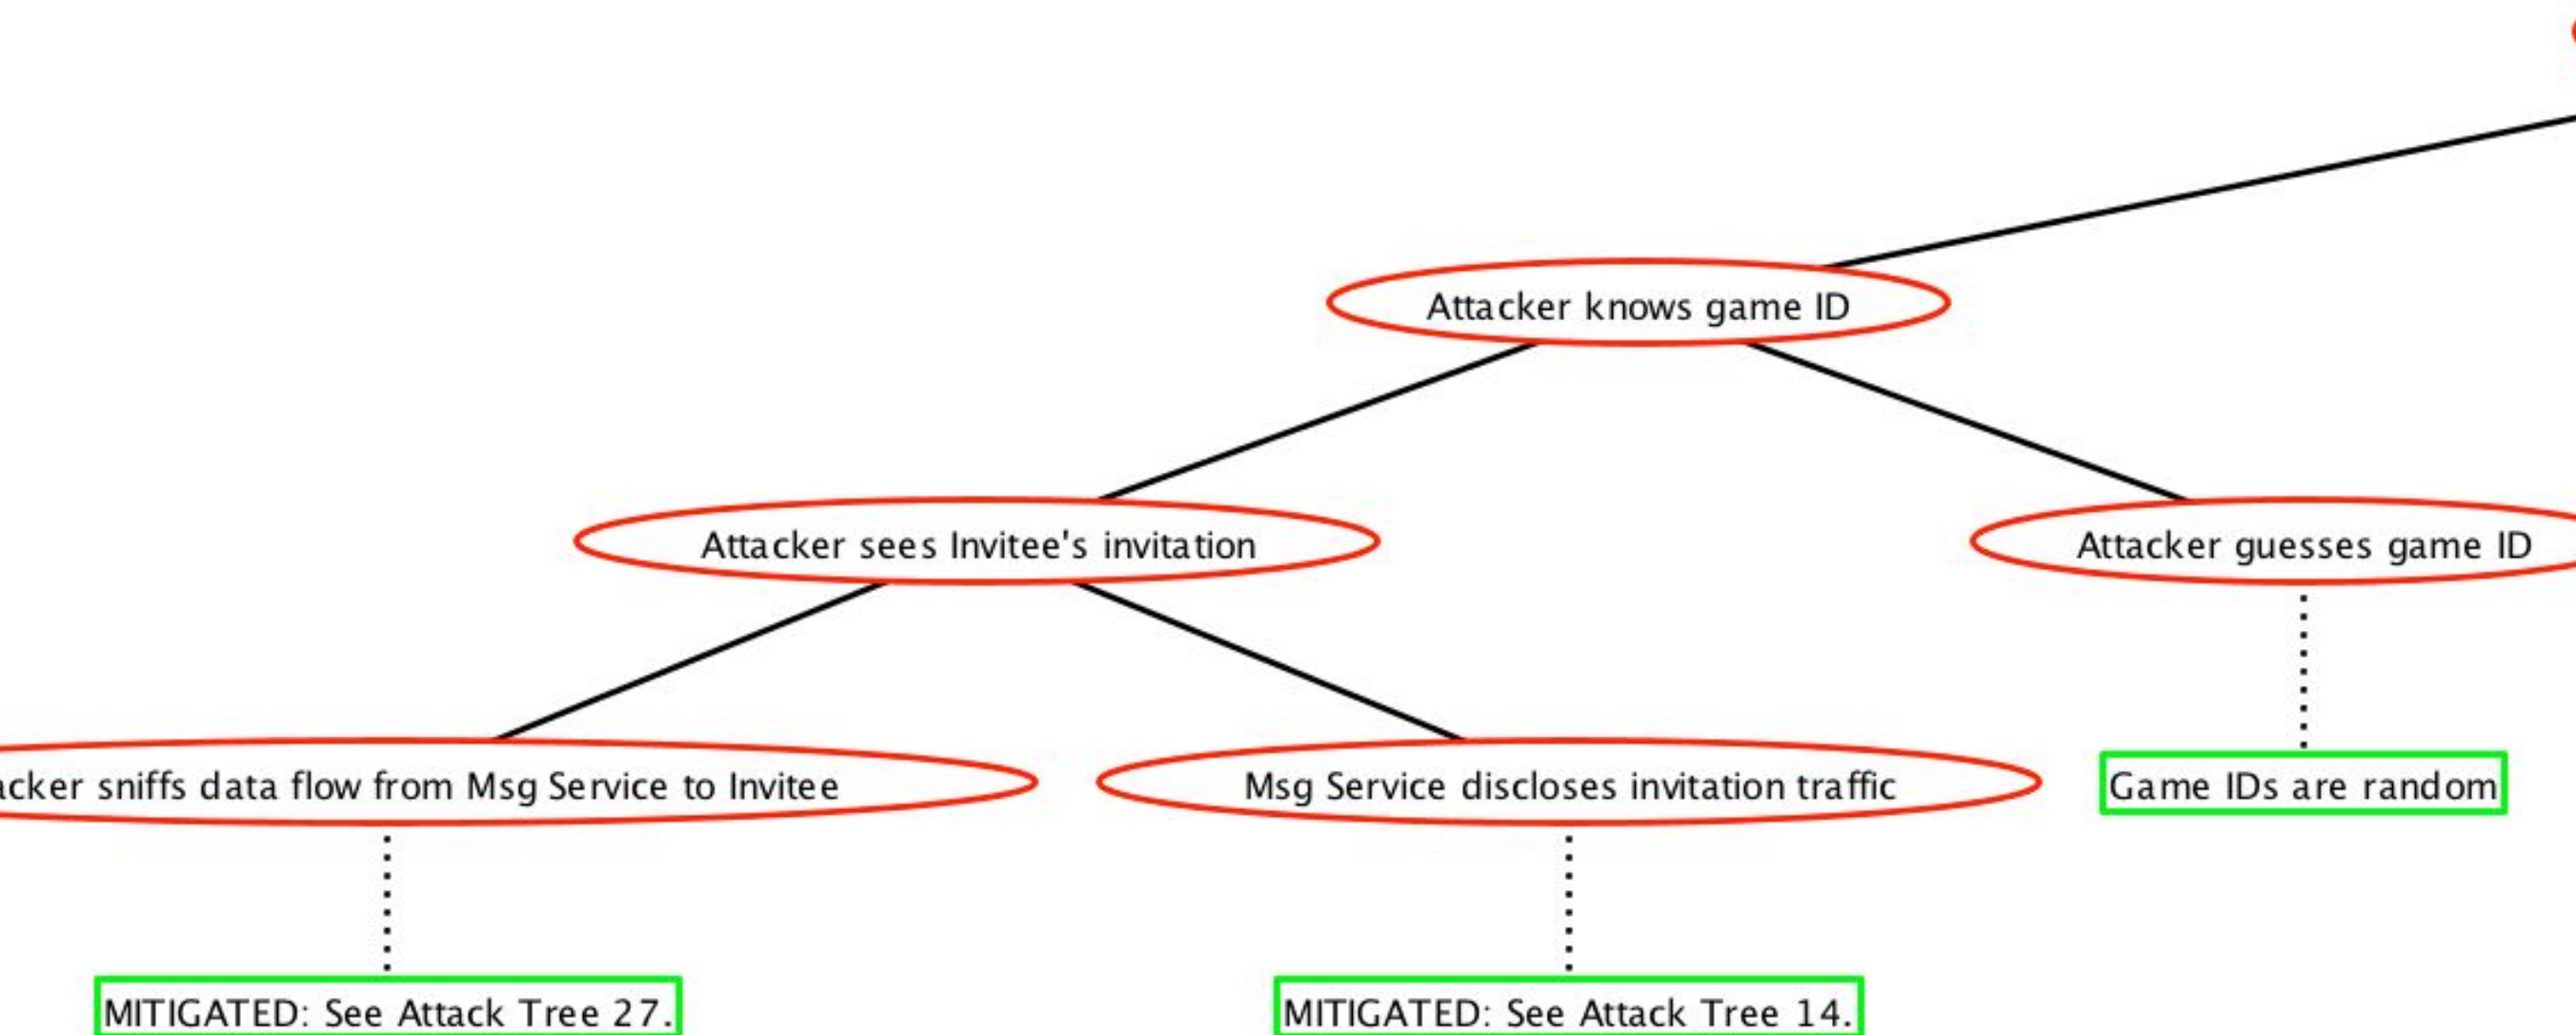 Attacker knows game ID
Attacker sees Invitee's invitation
Attacker guesses game ID
acker sniffs data flow from Msg Service to Invitee
Msg Service discloses invitation traffic
Game IDs are random
MITIGATED: See Attack Tree 27.
MITIGATED: See Attack Tree 14.